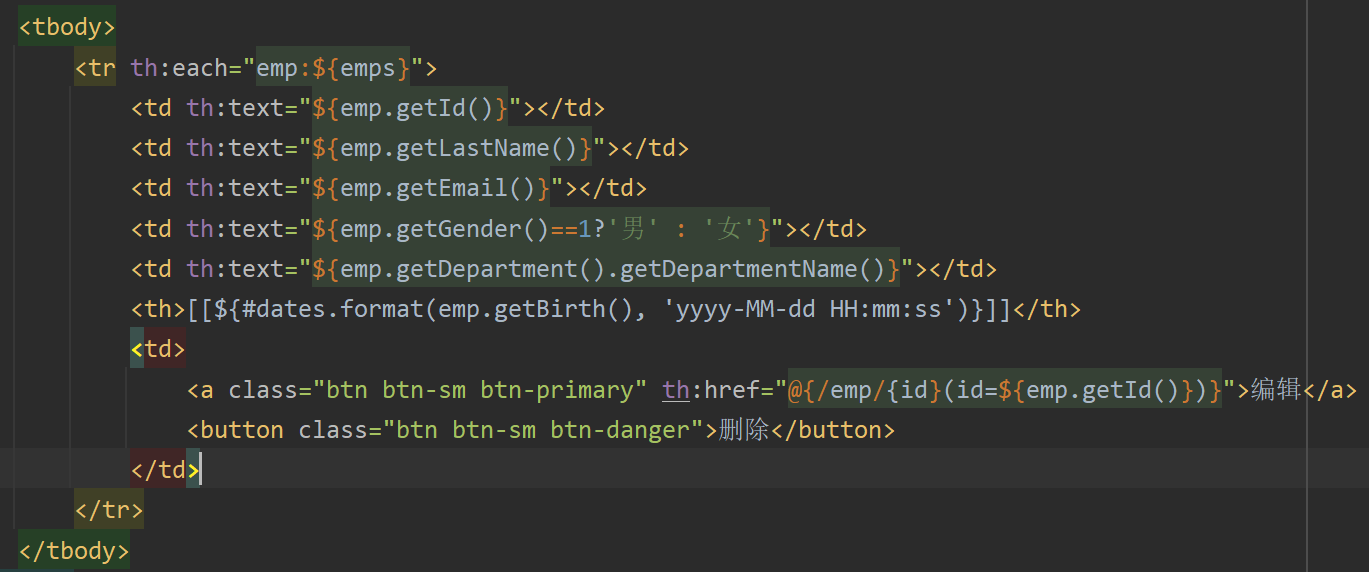 <tbody>
<tr th:each="emp:${emps}">
<td th:text="${emp.getId()}"></td>
<td th:text="${emp.getLastName()}"></td>
<td th:text="${emp.getEmail()}"></td>
<td th:text="${emp.getGender()==1?'男' : '女'}"></td>
<td th:text="${emp.getDepartment().getDepartmentName()}"></td>
<th>[[${#dates.format(emp.getBirth(), 'yyyy-MM-dd HH:mm:ss')}]]</th>
<td>
<a class="btn btn-sm btn-primary" th:href="@{/emp/{id}(id=${emp.getId()})}">编辑</a>
<button class="btn btn-sm btn-danger">删除</button>
</td>
</tr>
</tbody>